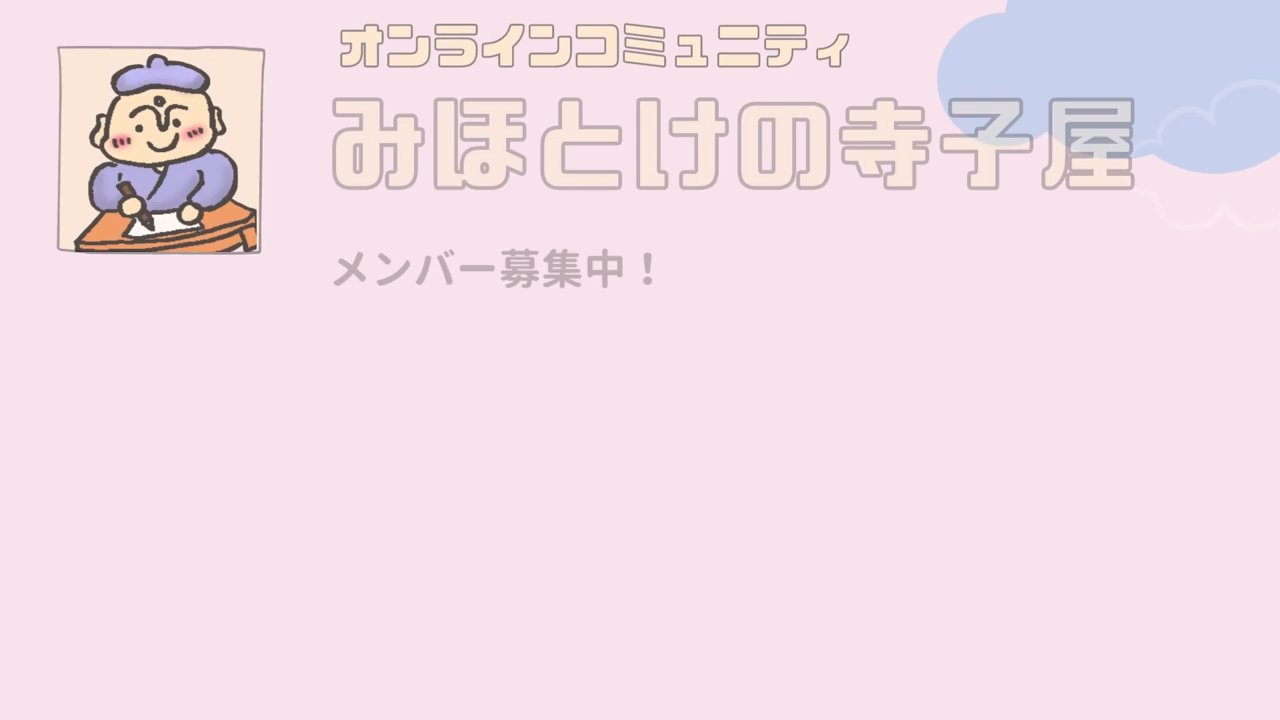 オンラインコミュニティ
みほとけの寺子屋
メンバー募集中！